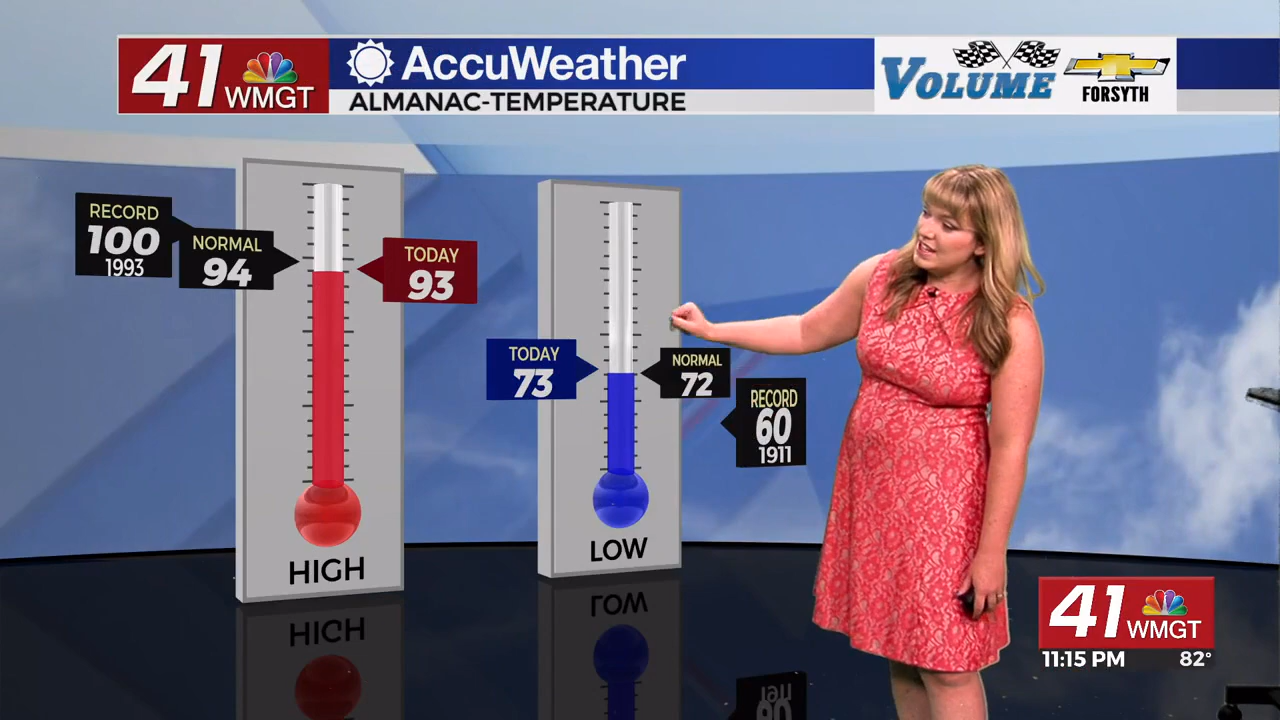 41
WMGT
AccuWeather
ALMANAC-TEMPERATURE
VOLUME
FORSYTH
RECORD
100
1993
NORMAL
94
TODAY
93
TODAY
73
NORMAL
72
RECORD
60
1911
HIGH
LOW
41
WMGT
11:15 PM 82°